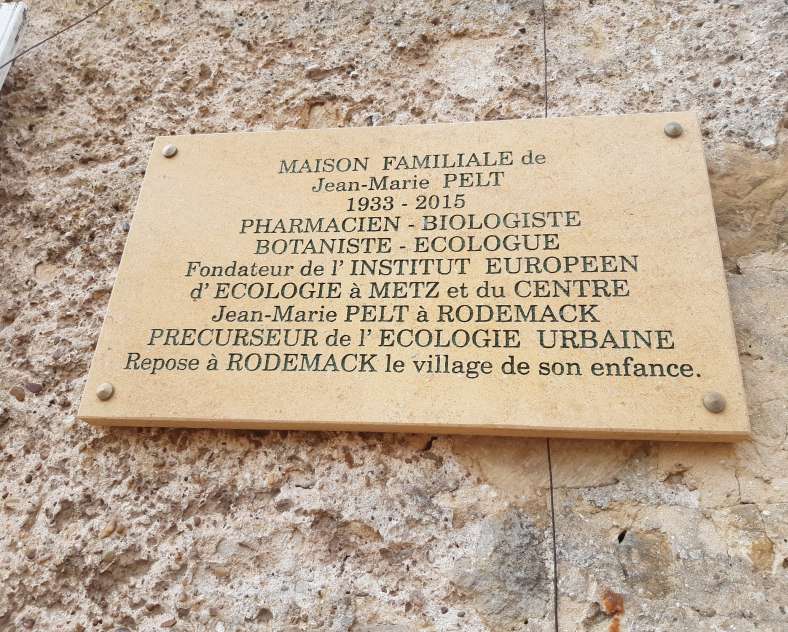 MAISON FAMILIALE de
Jean-Marie PELT
1933 - 2015
PHARMACIEN - BIOLOGISTE
BOTANISTE - ECOLOGUE
Fondateur de l' INSTITUT EUROPEEN
d' ECOLOGIE à METZ et du CENTRE
Jean-Marie PELT à RODEMACK
PRECURSEUR de l' ECOLOGIE URBAINE
Repose à RODEMACK le village de son enfance.